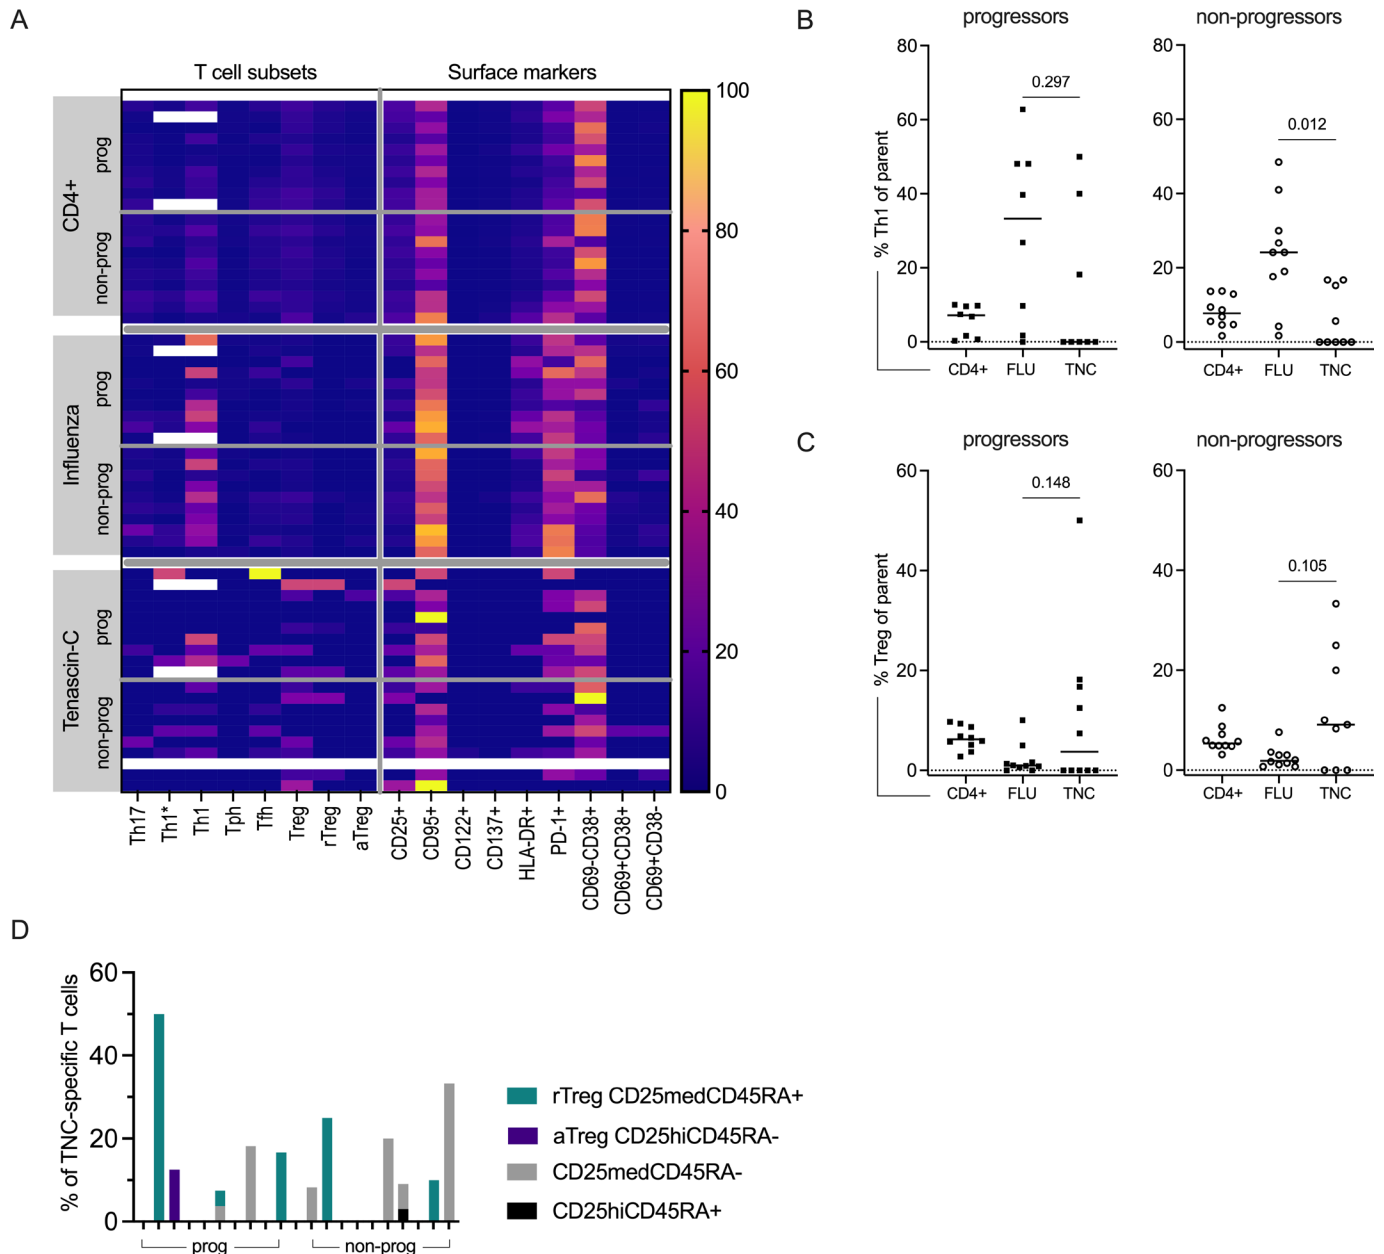 A
T cell subsets
Surface markers
CD4+
prog
non-prog
Influenza
prog
non-prog
Tenascin-C
prog
non-prog
100
80
60
40
20
0
Th17
Th1*
Th1
Tph
Tfh
Treg
rTreg
aTreg
CD25+
CD95+
CD122+
CD137+
HLA-DR+
PD-1+
CD69-CD38+
CD69+CD38+
CD69+CD38-
B
progressors
non-progressors
% Th1 of parent
80
60
40
20
0
0.297
CD4+ FLU TNC
80
60
40
20
0
0.012
CD4+ FLU TNC
C
progressors
non-progressors
% Treg of parent
60
40
20
0
0.148
CD4+ FLU TNC
60
40
20
0
0.105
CD4+ FLU TNC
D
% of TNC-specific T cells
60
40
20
0
prog
non-prog
rTreg CD25medCD45RA+
aTreg CD25hiCD45RA-
CD25medCD45RA-
CD25hiCD45RA+